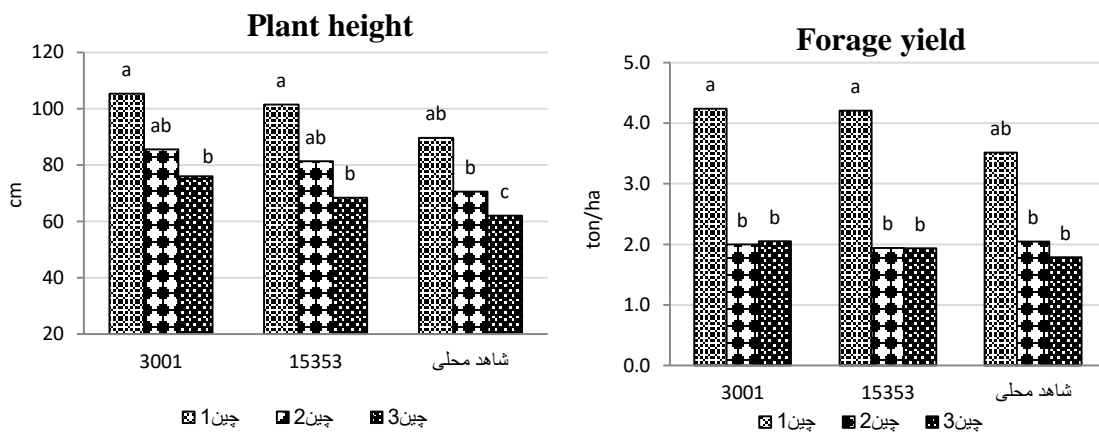 Plant height
120
100
80
60
40
20
cm
a
ab
b
a
ab
b
a
b
c
3001
15353
شاهد محلی
چین1
چین2
چین3
Forage yield
5.0
4.0
3.0
2.0
1.0
0.0
ton/ha
a
b
b
a
b
b
ab
b
b
3001
15353
شاهد محلی
چین1
چین2
چین3